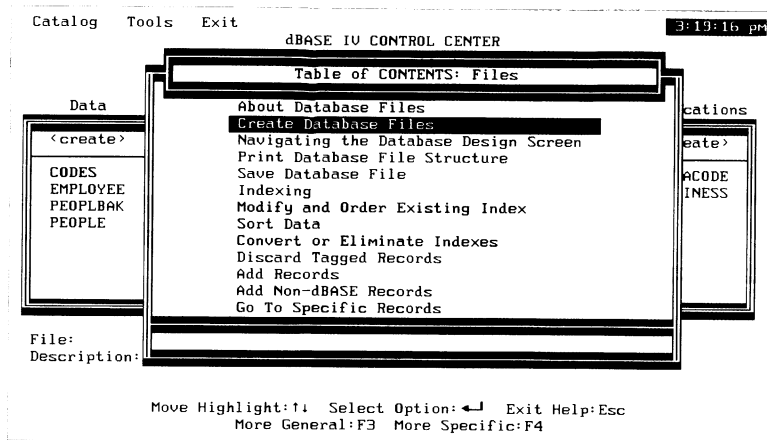 Catalog Tools Exit
3:19:16 pm
dBASE IV CONTROL CENTER
Table of CONTENTS: Files
Data
cations
<create>
eate>
CODES
EMPLOYEE
PEOPLBAK
PEOPLE
ACODE
INESS
About Database Files
Create Database Files
Navigating the Database Design Screen
Print Database File Structure
Save Database File
Indexing
Modify and Order Existing Index
Sort Data
Convert or Eliminate Indexes
Discard Tagged Records
Add Records
Add Non-dBASE Records
Go To Specific Records
File:
Description:
Move Highlight:↑↓ Select Option:↵ Exit Help:Esc
More General:F3 More Specific:F4